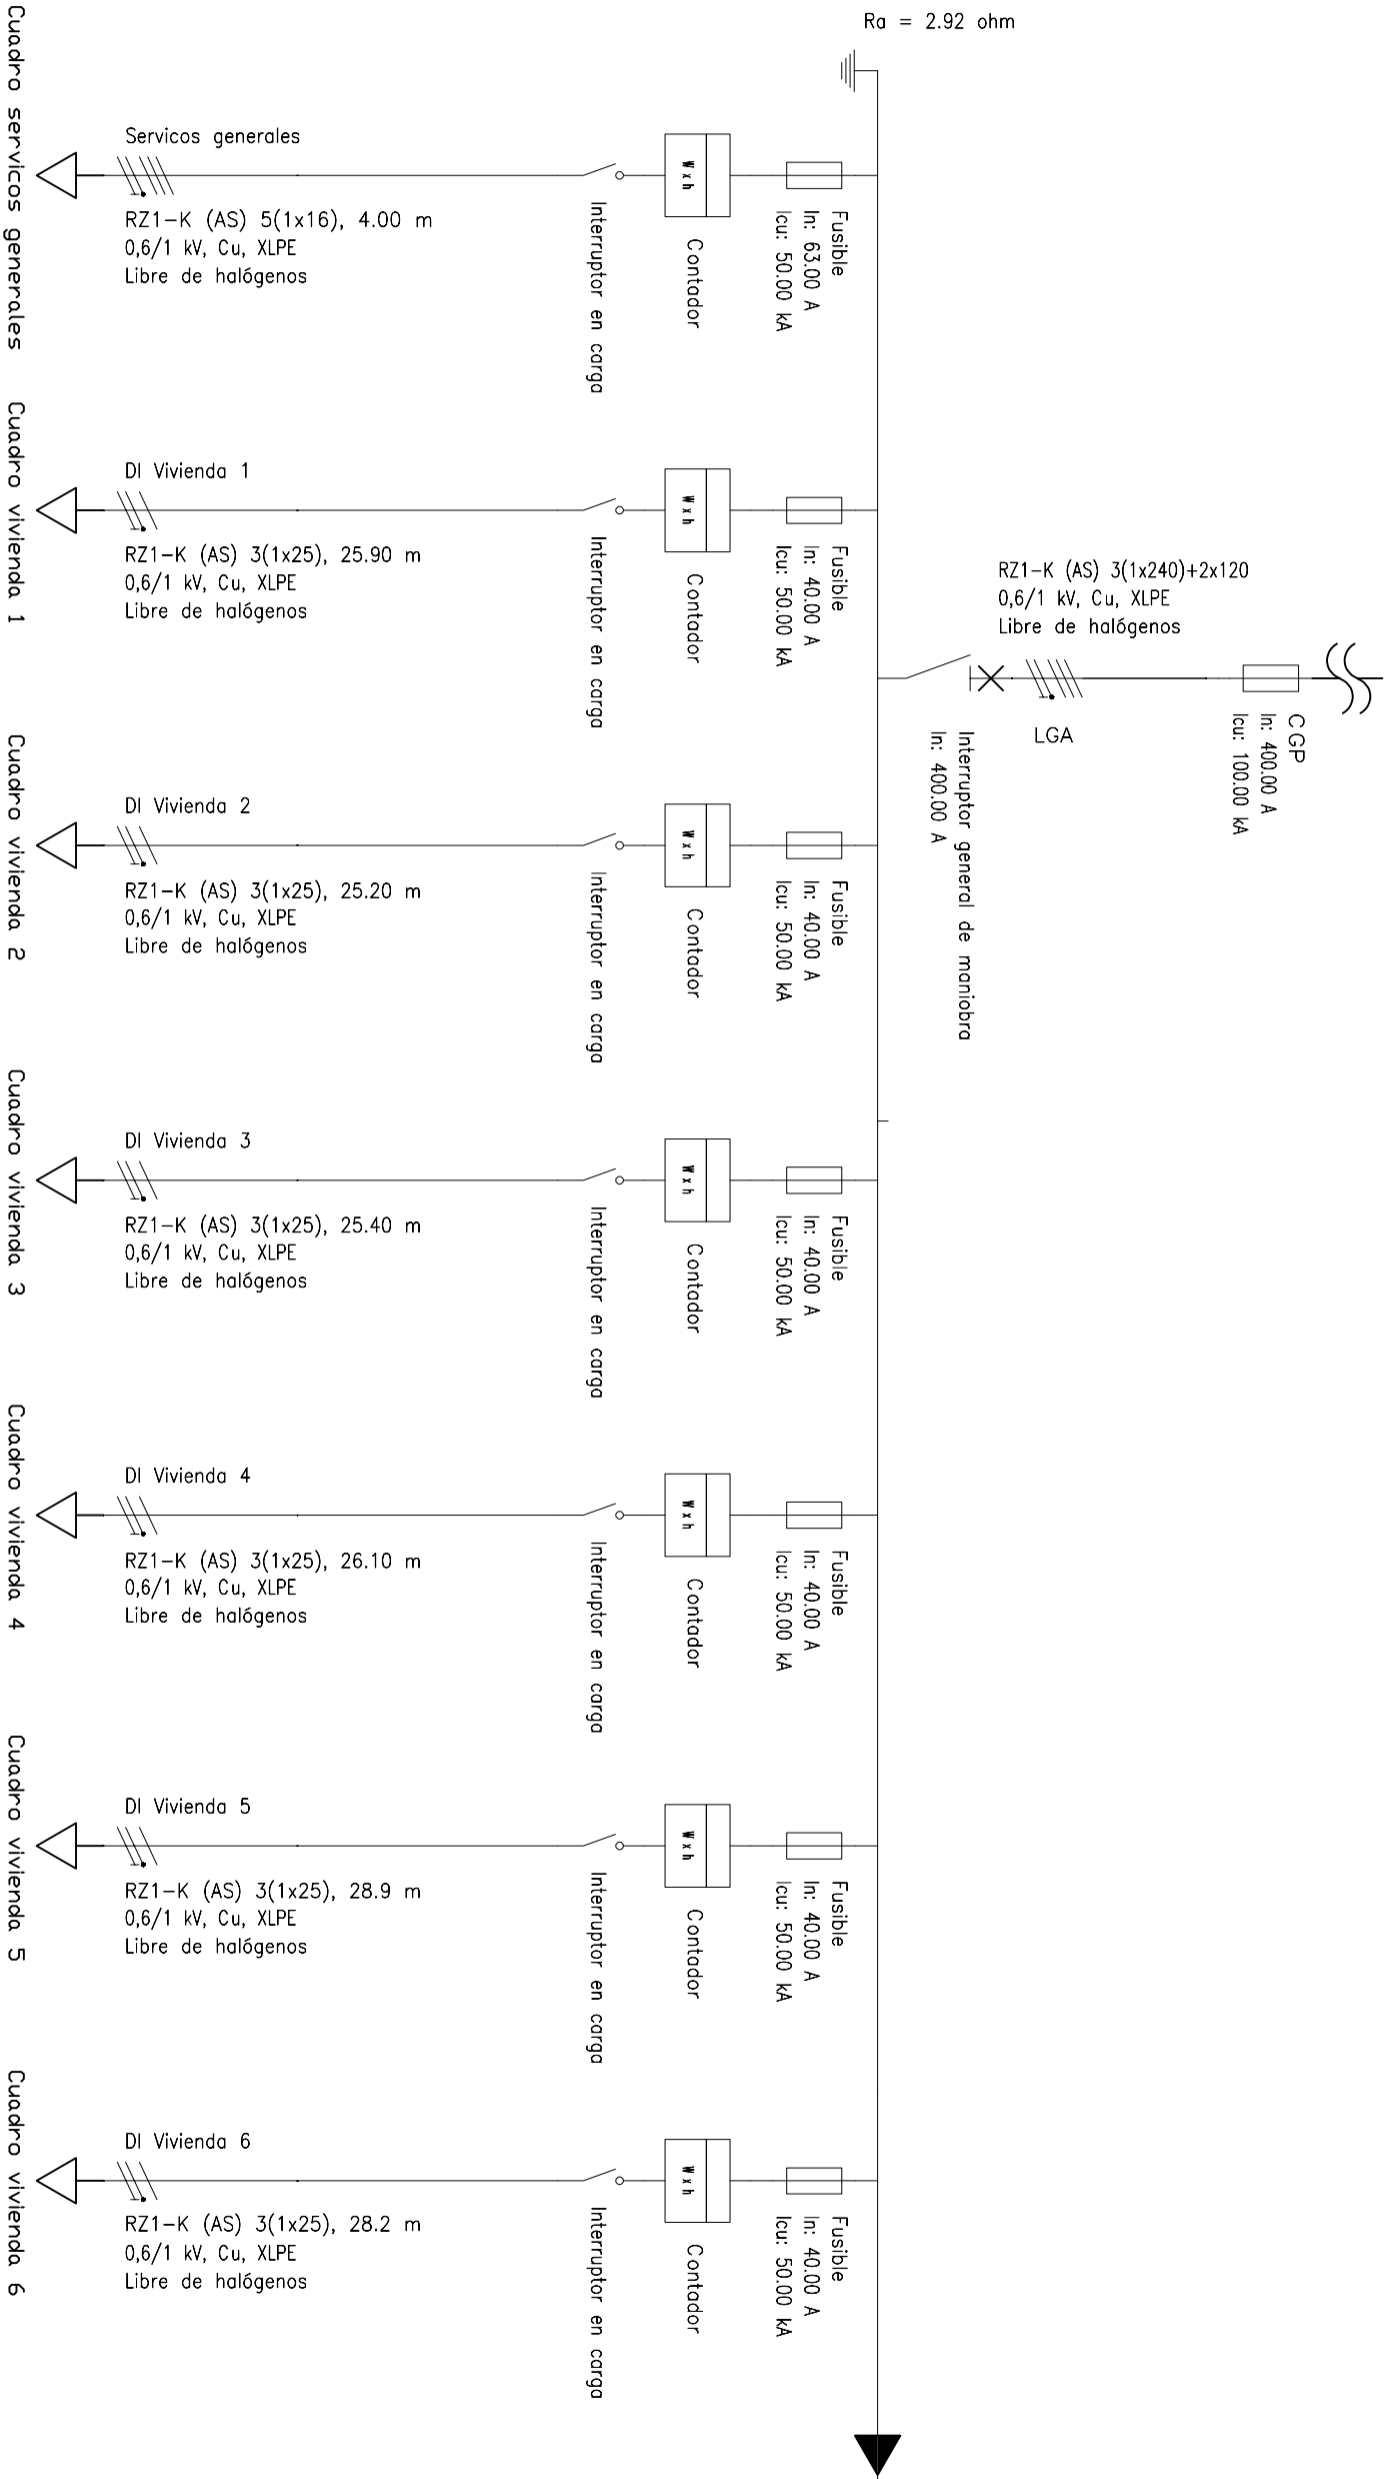 Ra = 2.92 ohm
RZ1-K (AS) 3(1x240)+2x120
0,6/1 kV, Cu, XLPE
Libre de halógenos
LGA
CGP
In: 400.00 A
Icu: 100.00 kA
Interruptor general de maniobra
In: 400.00 A
Servicos generales
RZ1-K (AS) 5(1x16), 4.00 m
0,6/1 kV, Cu, XLPE
Libre de halógenos
Interruptor en carga
Wxh
Contador
Fusible
In: 63.00 A
Icu: 50.00 kA
Cuadro servicos generales
DI Vivienda 1
RZ1-K (AS) 3(1x25), 25.90 m
0,6/1 kV, Cu, XLPE
Libre de halógenos
Interruptor en carga
Wxh
Contador
Fusible
In: 40.00 A
Icu: 50.00 kA
Cuadro vivienda 1
DI Vivienda 2
RZ1-K (AS) 3(1x25), 25.20 m
0,6/1 kV, Cu, XLPE
Libre de halógenos
Interruptor en carga
Wxh
Contador
Fusible
In: 40.00 A
Icu: 50.00 kA
Cuadro vivienda 2
DI Vivienda 3
RZ1-K (AS) 3(1x25), 25.40 m
0,6/1 kV, Cu, XLPE
Libre de halógenos
Interruptor en carga
Wxh
Contador
Fusible
In: 40.00 A
Icu: 50.00 kA
Cuadro vivienda 3
DI Vivienda 4
RZ1-K (AS) 3(1x25), 26.10 m
0,6/1 kV, Cu, XLPE
Libre de halógenos
Interruptor en carga
Wxh
Contador
Fusible
In: 40.00 A
Icu: 50.00 kA
Cuadro vivienda 4
DI Vivienda 5
RZ1-K (AS) 3(1x25), 28.9 m
0,6/1 kV, Cu, XLPE
Libre de halógenos
Interruptor en carga
Wxh
Contador
Fusible
In: 40.00 A
Icu: 50.00 kA
Cuadro vivienda 5
DI Vivienda 6
RZ1-K (AS) 3(1x25), 28.2 m
0,6/1 kV, Cu, XLPE
Libre de halógenos
Interruptor en carga
Wxh
Contador
Fusible
In: 40.00 A
Icu: 50.00 kA
Cuadro vivienda 6